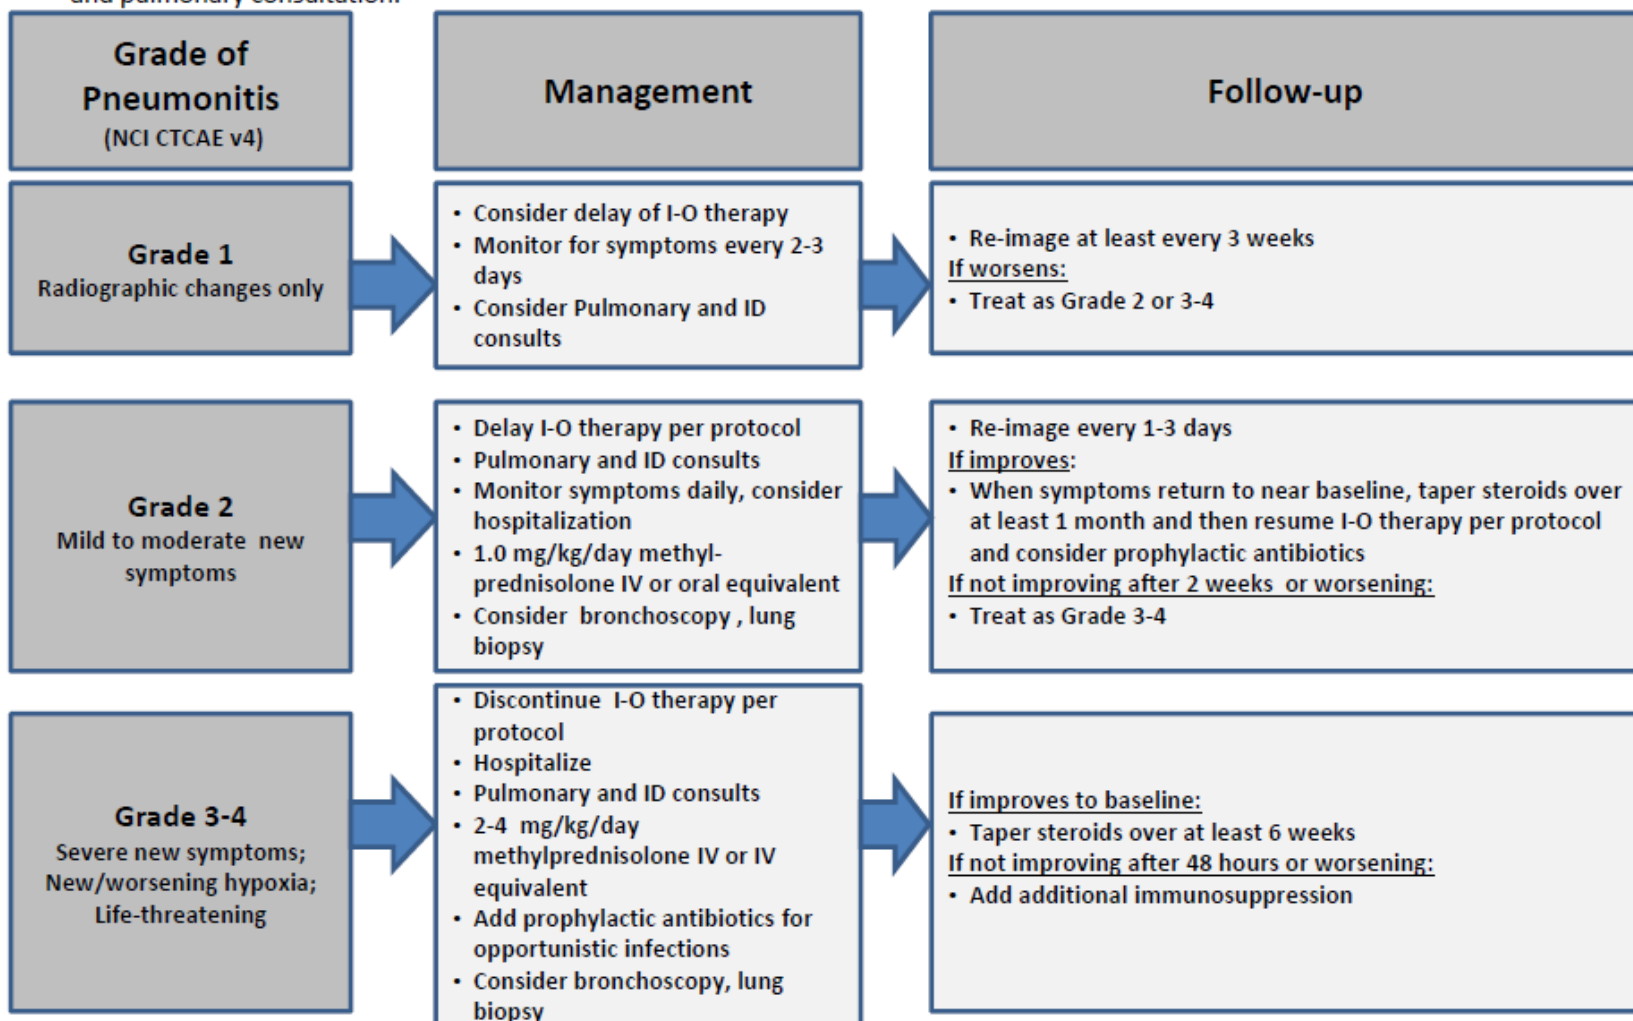 and pulmonary consultation.
Grade of
Pneumonitis
(NCI CTCAE v4)
Management
Follow-up
Grade 1
Radiographic changes only
• Consider delay of I-O therapy
• Monitor for symptoms every 2-3
days
• Consider Pulmonary and ID
consults
• Re-image at least every 3 weeks
If worsens:
• Treat as Grade 2 or 3-4
Grade 2
Mild to moderate new
symptoms
• Delay I-O therapy per protocol
• Pulmonary and ID consults
• Monitor symptoms daily, consider
hospitalization
• 1.0 mg/kg/day methyl-
prednisolone IV or oral equivalent
• Consider bronchoscopy , lung
biopsy
• Re-image every 1-3 days
If improves:
• When symptoms return to near baseline, taper steroids over
at least 1 month and then resume I-O therapy per protocol
and consider prophylactic antibiotics
If not improving after 2 weeks or worsening:
• Treat as Grade 3-4
Grade 3-4
Severe new symptoms;
New/worsening hypoxia;
Life-threatening
• Discontinue I-O therapy per
protocol
• Hospitalize
• Pulmonary and ID consults
• 2-4 mg/kg/day
methylprednisolone IV or IV
equivalent
• Add prophylactic antibiotics for
opportunistic infections
• Consider bronchoscopy, lung
biopsy
If improves to baseline:
• Taper steroids over at least 6 weeks
If not improving after 48 hours or worsening:
• Add additional immunosuppression